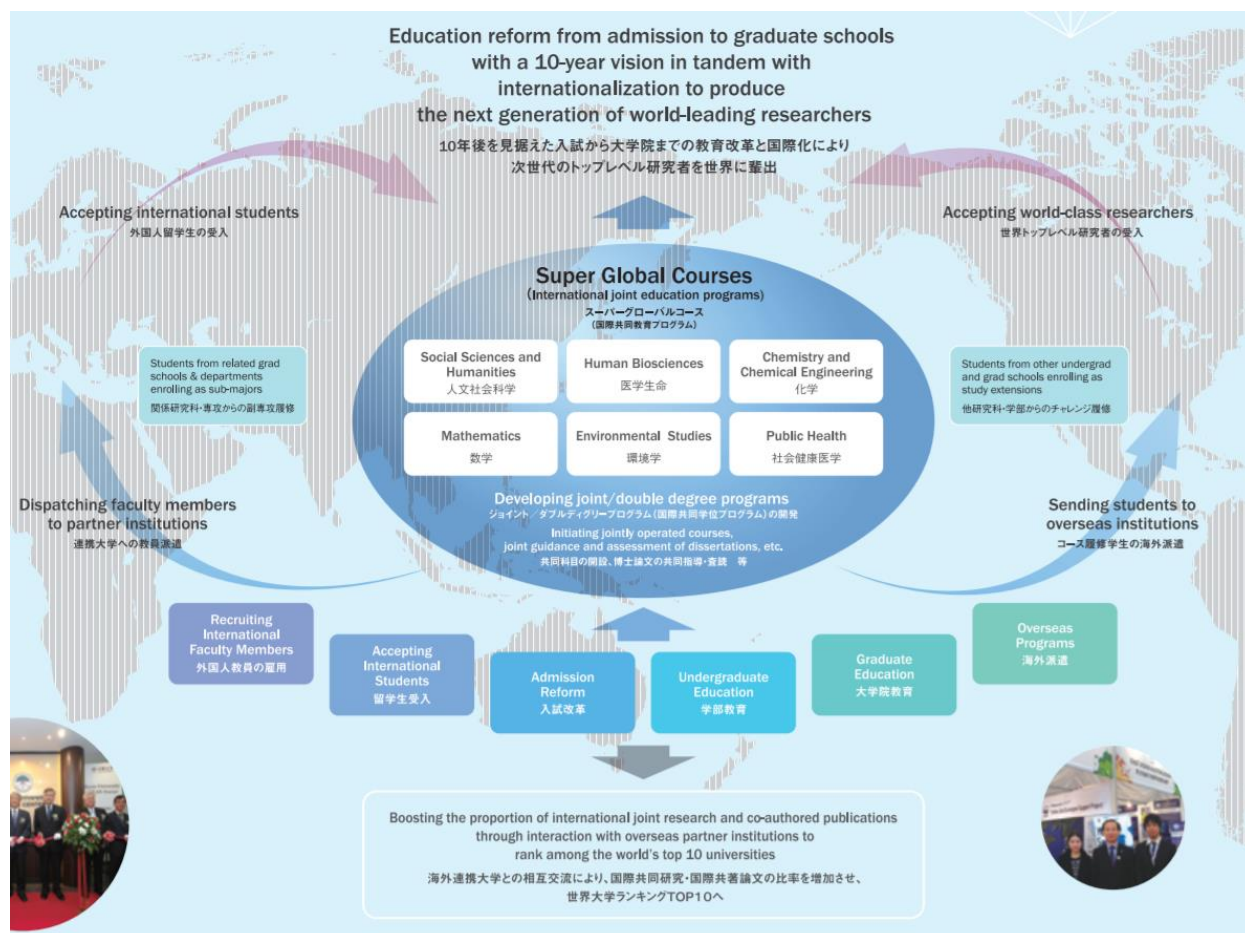 Education reform from admission to graduate schools
with a 10-year vision in tandem with
internationalization to produce
the next generation of world-leading researchers
10年後を見据えた入試から大学院までの教育改革と国際化により
次世代のトップレベル研究者を世界に輩出
Accepting international students
外国人留学生の受入
Accepting world-class researchers
世界トップレベル研究者の受入
Super Global Courses
(International joint education programs)
スーパーグローバルコース
(国際共同教育プログラム)
Social Sciences and
Humanities
人文社会科学
Human Biosciences
医学生命
Chemistry and
Chemical Engineering
化学
Mathematics
数学
Environmental Studies
環境学
Public Health
社会健康医学
Students from related grad
schools & departments
enrolling as sub-majors
関係研究科・専攻からの副専攻履修
Students from other undergrad
and grad schools enrolling as
study extensions
他研究科・学部からのチャレンジ履修
Developing joint/double degree programs
ジョイント/ダブルディグリープログラム(国際共同学位プログラム)の開発
Initiating jointly operated courses,
joint guidance and assessment of dissertations, etc.
共同科目の開設、博士論文の共同指導・査読 等
Dispatching faculty members
to partner institutions
連携大学への教員派遣
Sending students to
overseas institutions
コース履修学生の海外派遣
Recruiting
International
Faculty Members
外国人教員の雇用
Accepting
International
Students
留学生受入
Admission
Reform
入試改革
Undergraduate
Education
学部教育
Graduate
Education
大学院教育
Overseas
Programs
海外派遣
Boosting the proportion of international joint research and co-authored publications
through interaction with overseas partner institutions to
rank among the world's top 10 universities
海外連携大学との相互交流により、国際共同研究・国際共著論文の比率を増加させ、
世界大学ランキングTOP10へ